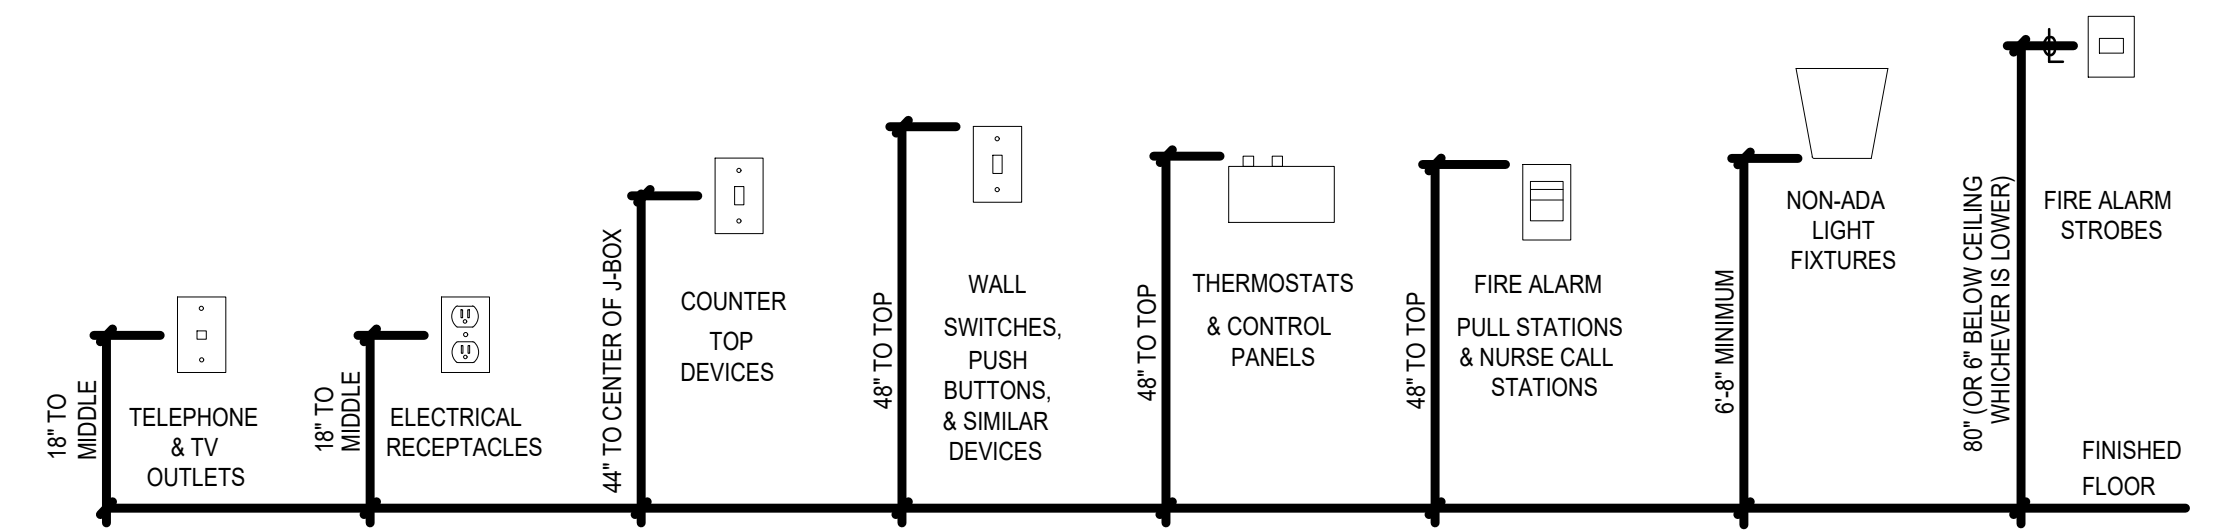 18" TO
MIDDLE
TELEPHONE
& TV
OUTLETS
18" TO
MIDDLE
ELECTRICAL
RECEPTACLES
44" TO CENTER OF J-BOX
COUNTER
TOP
DEVICES
48" TO TOP
WALL
SWITCHES,
PUSH
BUTTONS,
& SIMILAR
DEVICES
48" TO TOP
THERMOSTATS
& CONTROL
PANELS
48" TO TOP
FIRE ALARM
PULL STATIONS
& NURSE CALL
STATIONS
6'-8" MINIMUM
NON-ADA
LIGHT
FIXTURES
80" (OR 6" BELOW CEILING
WHICHEVER IS LOWER)
FIRE ALARM
STROBES
FINISHED
FLOOR